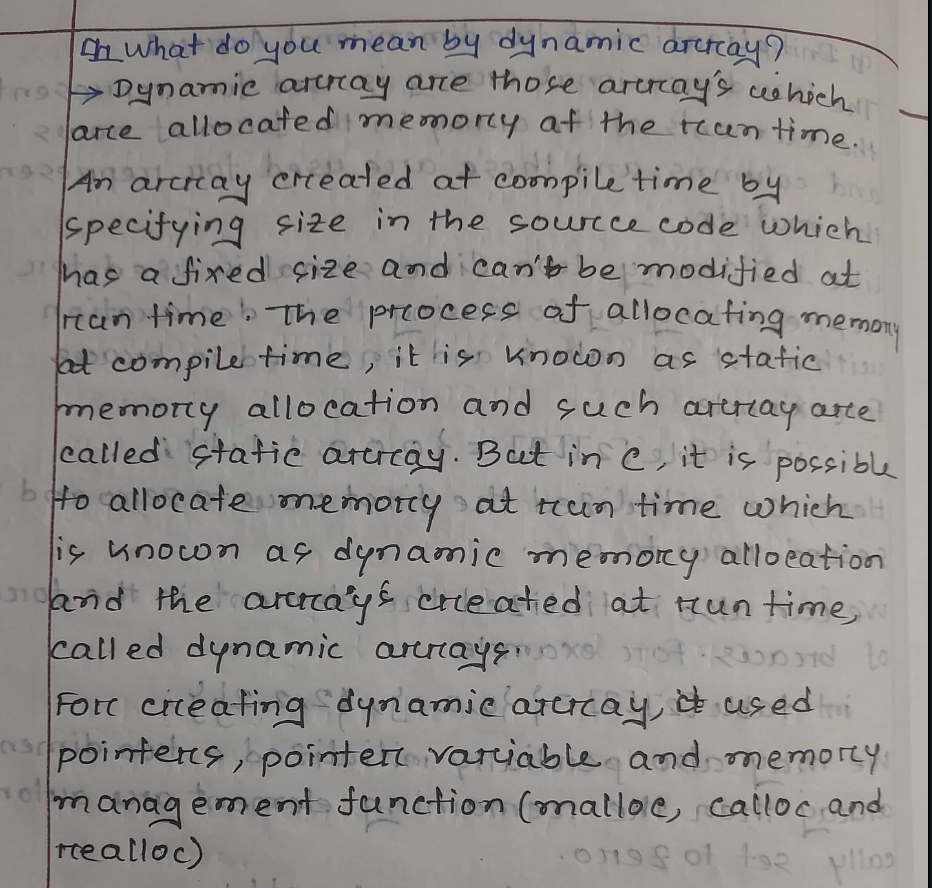 Q1 What do you mean by dynamic array?
→ Dynamic array are those array's which
are allocated memory at the run time.
An array created at compile time by
specifying size in the source code which
has a fixed size and can't be modified at
run time. The process of allocating memory
at compile time, it is known as static
memory allocation and such array are
called static array. But in C, it is possible
to allocate memory at run time which
is known as dynamic memory allocation
and the array's created at run time,
called dynamic arrays.
For creating dynamic array, it used
pointers, pointer variable and memory
management function (malloc, calloc and
realloc)